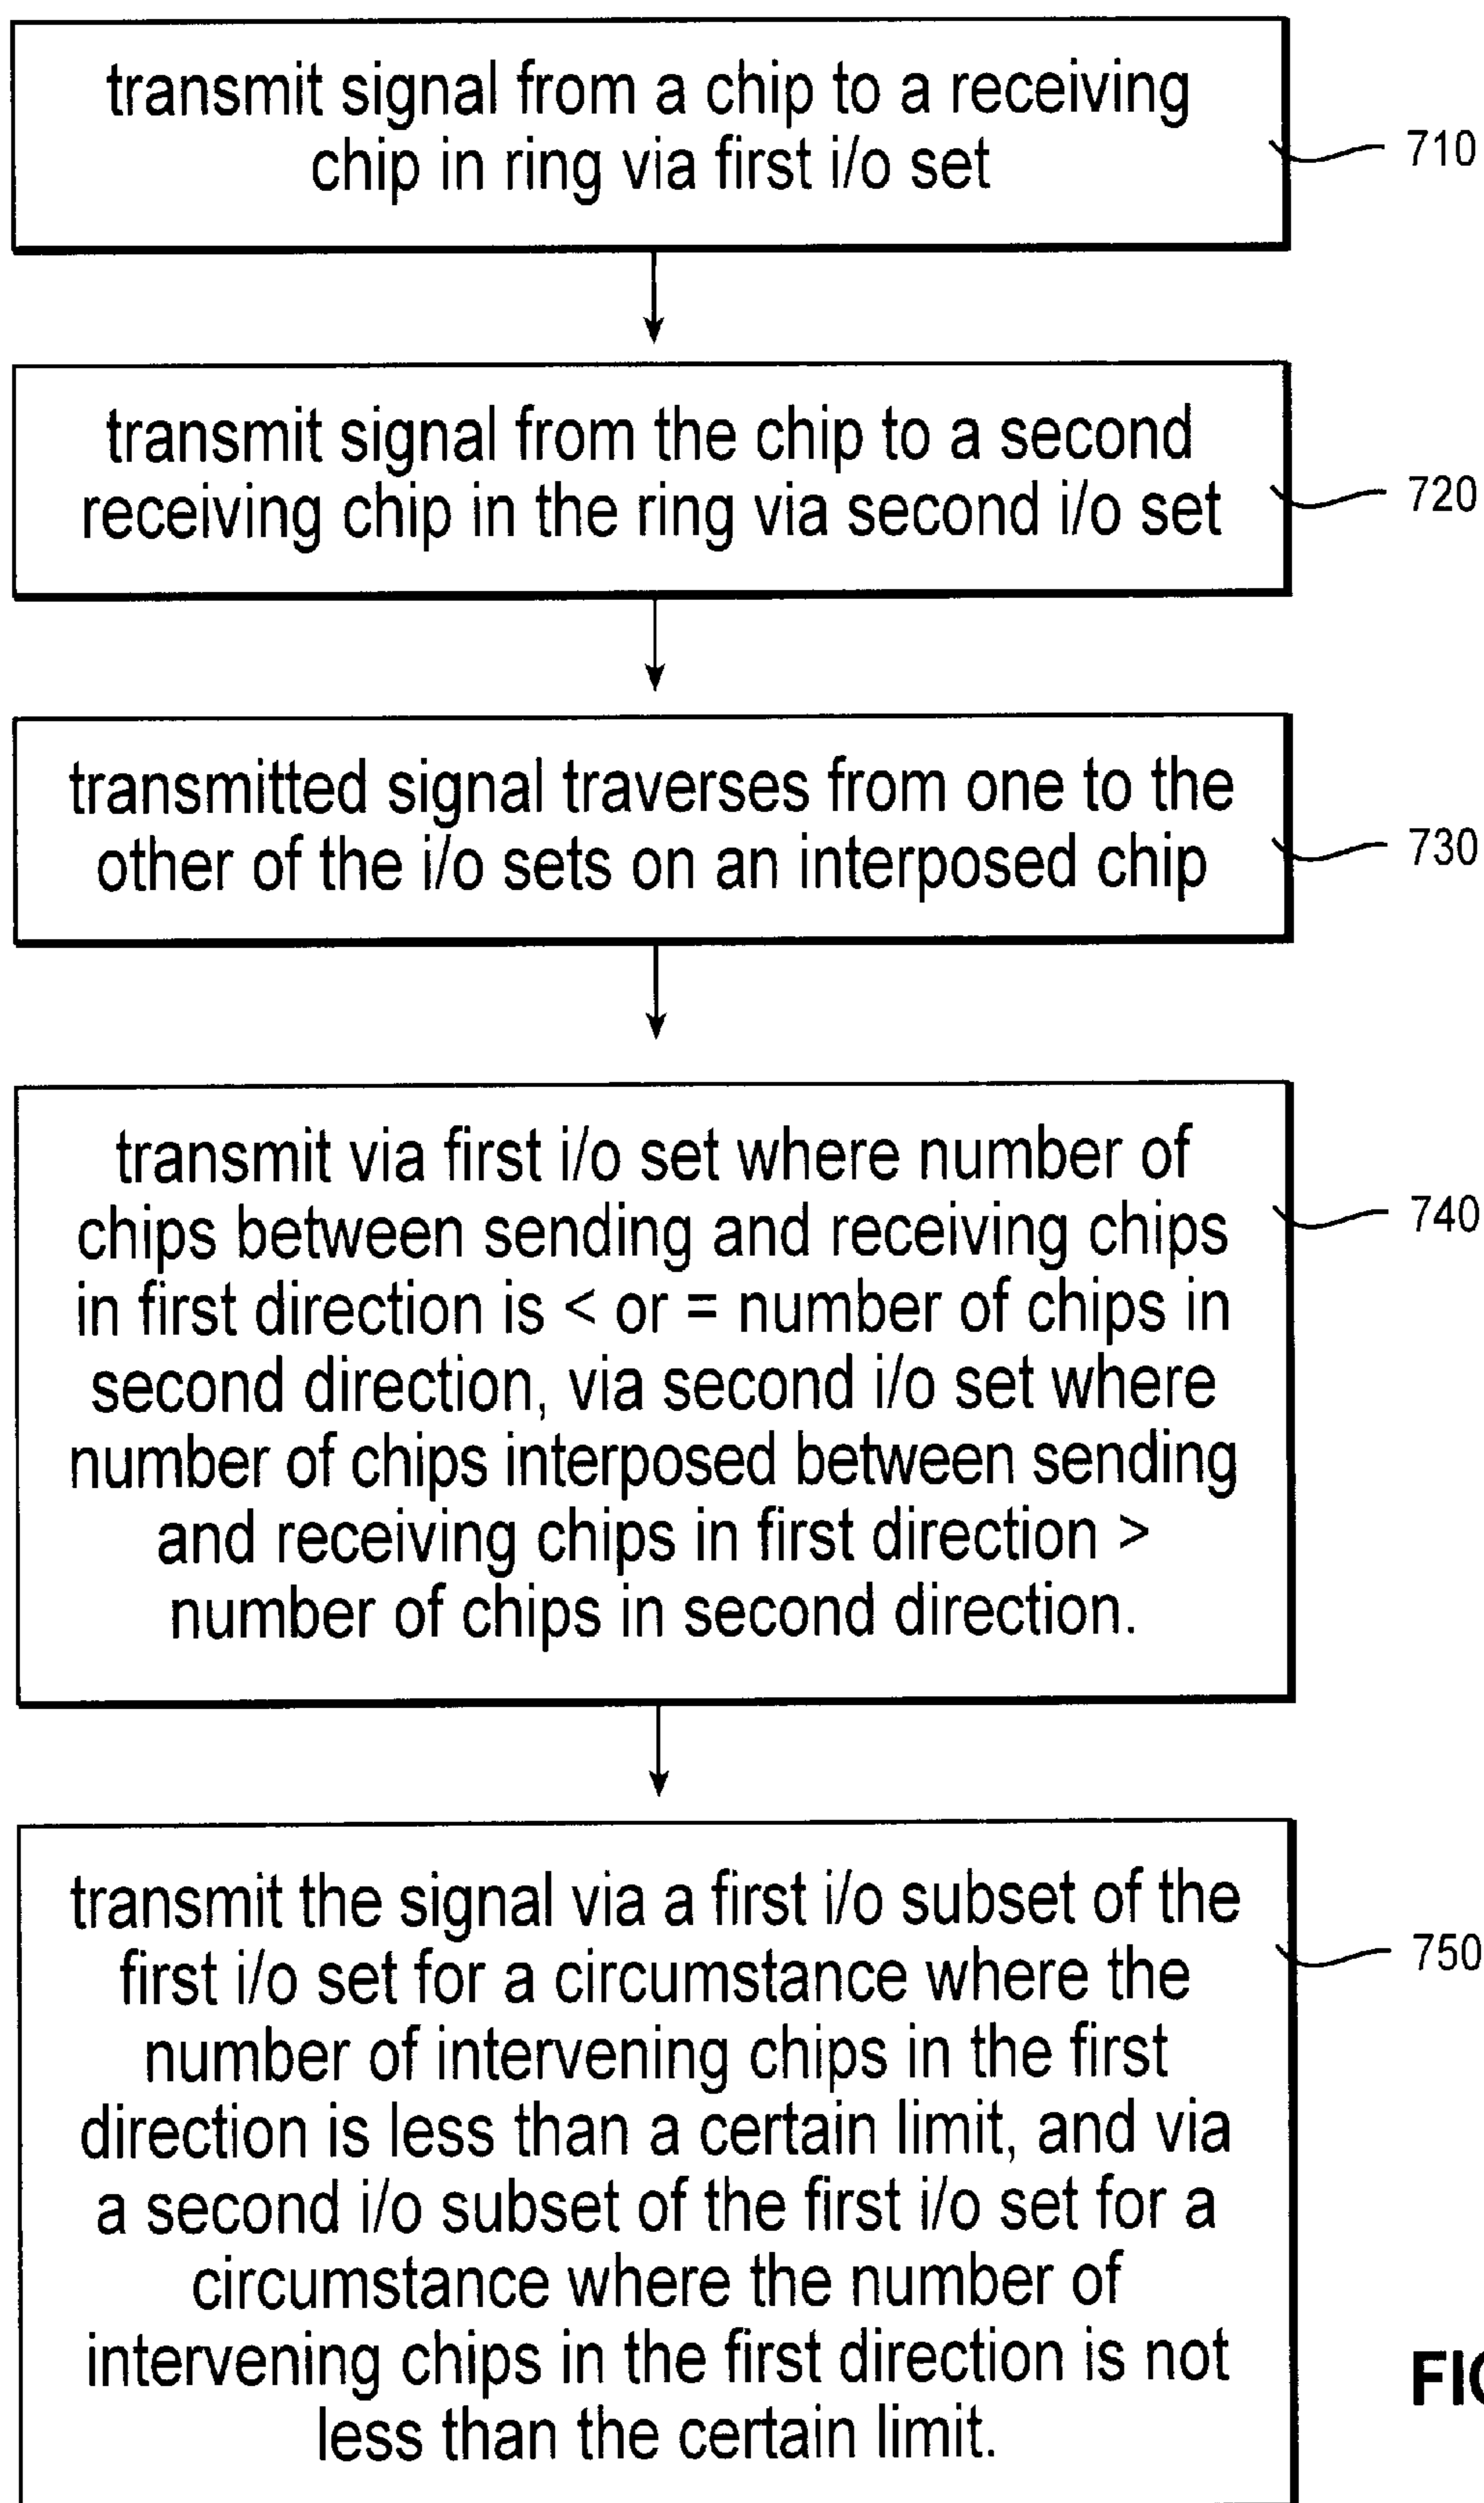 transmit signal from a chip to a receiving
chip in ring via first i/o set
710
transmit signal from the chip to a second
receiving chip in the ring via second i/o set
720
transmitted signal traverses from one to the
other of the i/o sets on an interposed chip
730
transmit via first i/o set where number of
chips between sending and receiving chips
in first direction is < or = number of chips in
second direction, via second i/o set where
number of chips interposed between sending
and receiving chips in first direction >
number of chips in second direction.
740
transmit the signal via a first i/o subset of the
first i/o set for a circumstance where the
number of intervening chips in the first
direction is less than a certain limit, and via
a second i/o subset of the first i/o set for a
circumstance where the number of
intervening chips in the first direction is not
less than the certain limit.
750